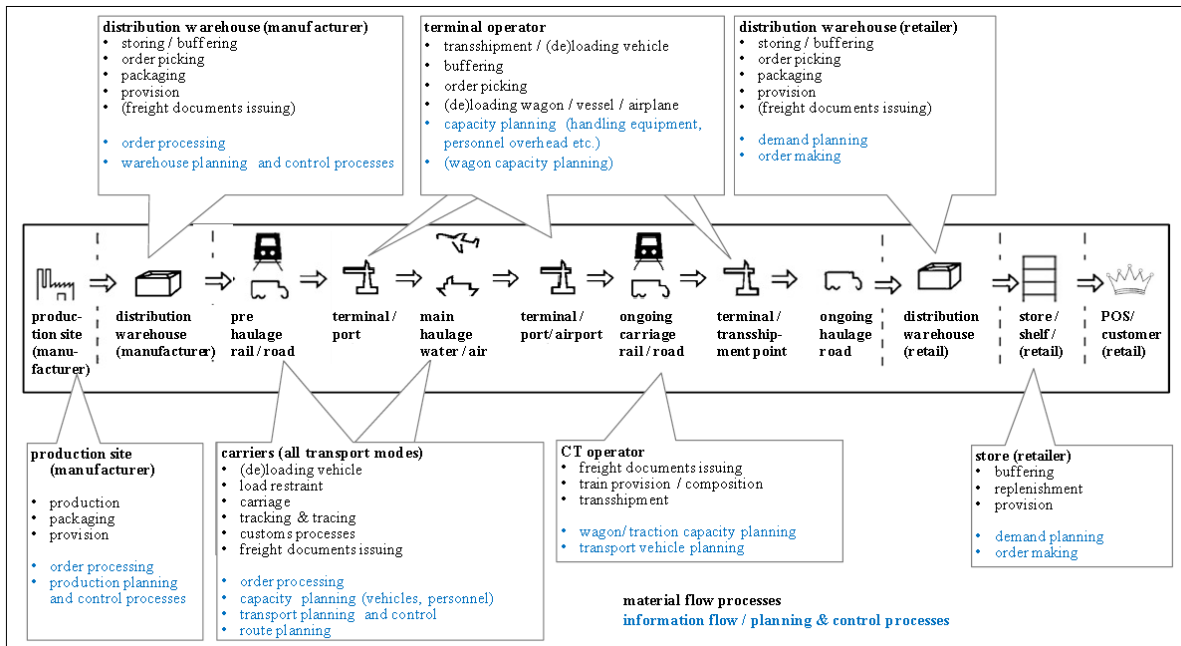 distribution warehouse (manufacturer)
• storing / buffering
• order picking
• packaging
• provision
• (freight documents issuing)
• order processing
• warehouse planning and control processes
terminal operator
• transshipment / (de)loading vehicle
• buffering
• order picking
• (de)loading wagon / vessel / airplane
• capacity planning (handling equipment,
personnel overhead etc.)
• (wagon capacity planning)
distribution warehouse (retailer)
• storing / buffering
• order picking
• packaging
• provision
• (freight documents issuing)
• demand planning
• order making
produc-
tion site
(manu-
facturer)
distribution
warehouse
(manufacturer)
pre
haulage
rail / road
terminal /
port
main
haulage
water / air
terminal /
port/airport
ongoing
carriage
rail / road
terminal /
transship-
ment point
ongoing
haulage
road
distribution
warehouse
(retail)
store /
shelf /
(retail)
POS/
customer
(retail)
production site
(manufacturer)
• production
• packaging
• provision
• order processing
• production planning
and control processes
carriers (all transport modes)
• (de)loading vehicle
• load restraint
• carriage
• tracking & tracing
• customs processes
• freight documents issuing
• order processing
• capacity planning (vehicles, personnel)
• transport planning and control
• route planning
CT operator
• freight documents issuing
• train provision / composition
• transshipment
• wagon/traction capacity planning
• transport vehicle planning
store (retailer)
• buffering
• replenishment
• provision
• demand planning
• order making
material flow processes
information flow / planning & control processes